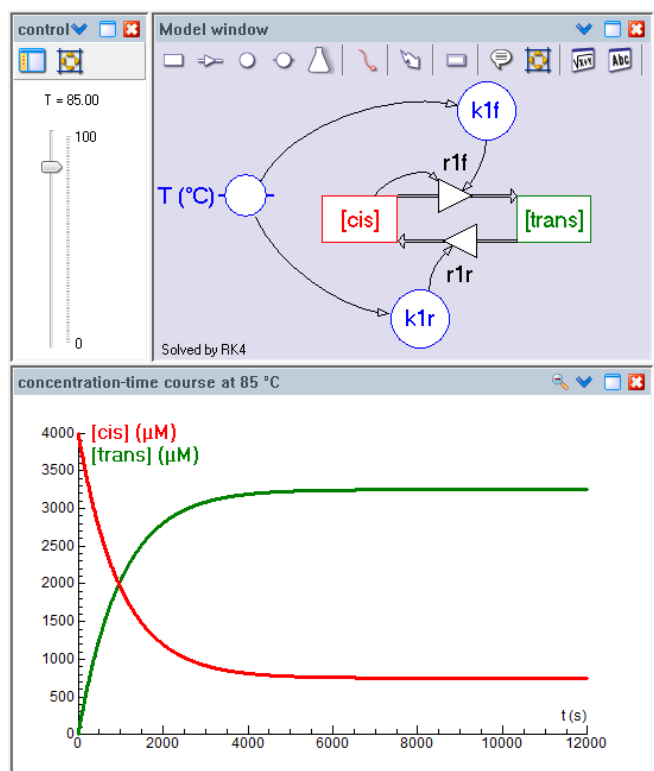 control
Model window
T = 85.00
100
0
√x+y
Abc
k1f
r1f
T (°C)
[cis]
[trans]
r1r
k1r
Solved by RK4
concentration-time course at 85 °C
[cis] (µM)
[trans] (µM)
4000
3500
3000
2500
2000
1500
1000
500
0
t (s)
0
2000
4000
6000
8000
10000
12000